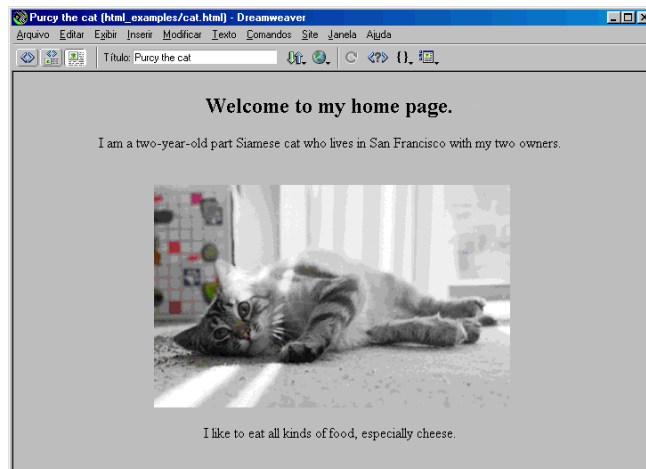 Purcy the cat (html_examples/cat.html) - Dreamweaver
Arquivo Editar Exibir Inserir Modificar Texto Comandos Site Janela Ajuda
Título: Purcy the cat
Welcome to my home page.
I am a two-year-old part Siamese cat who lives in San Francisco with my two owners.
I like to eat all kinds of food, especially cheese.